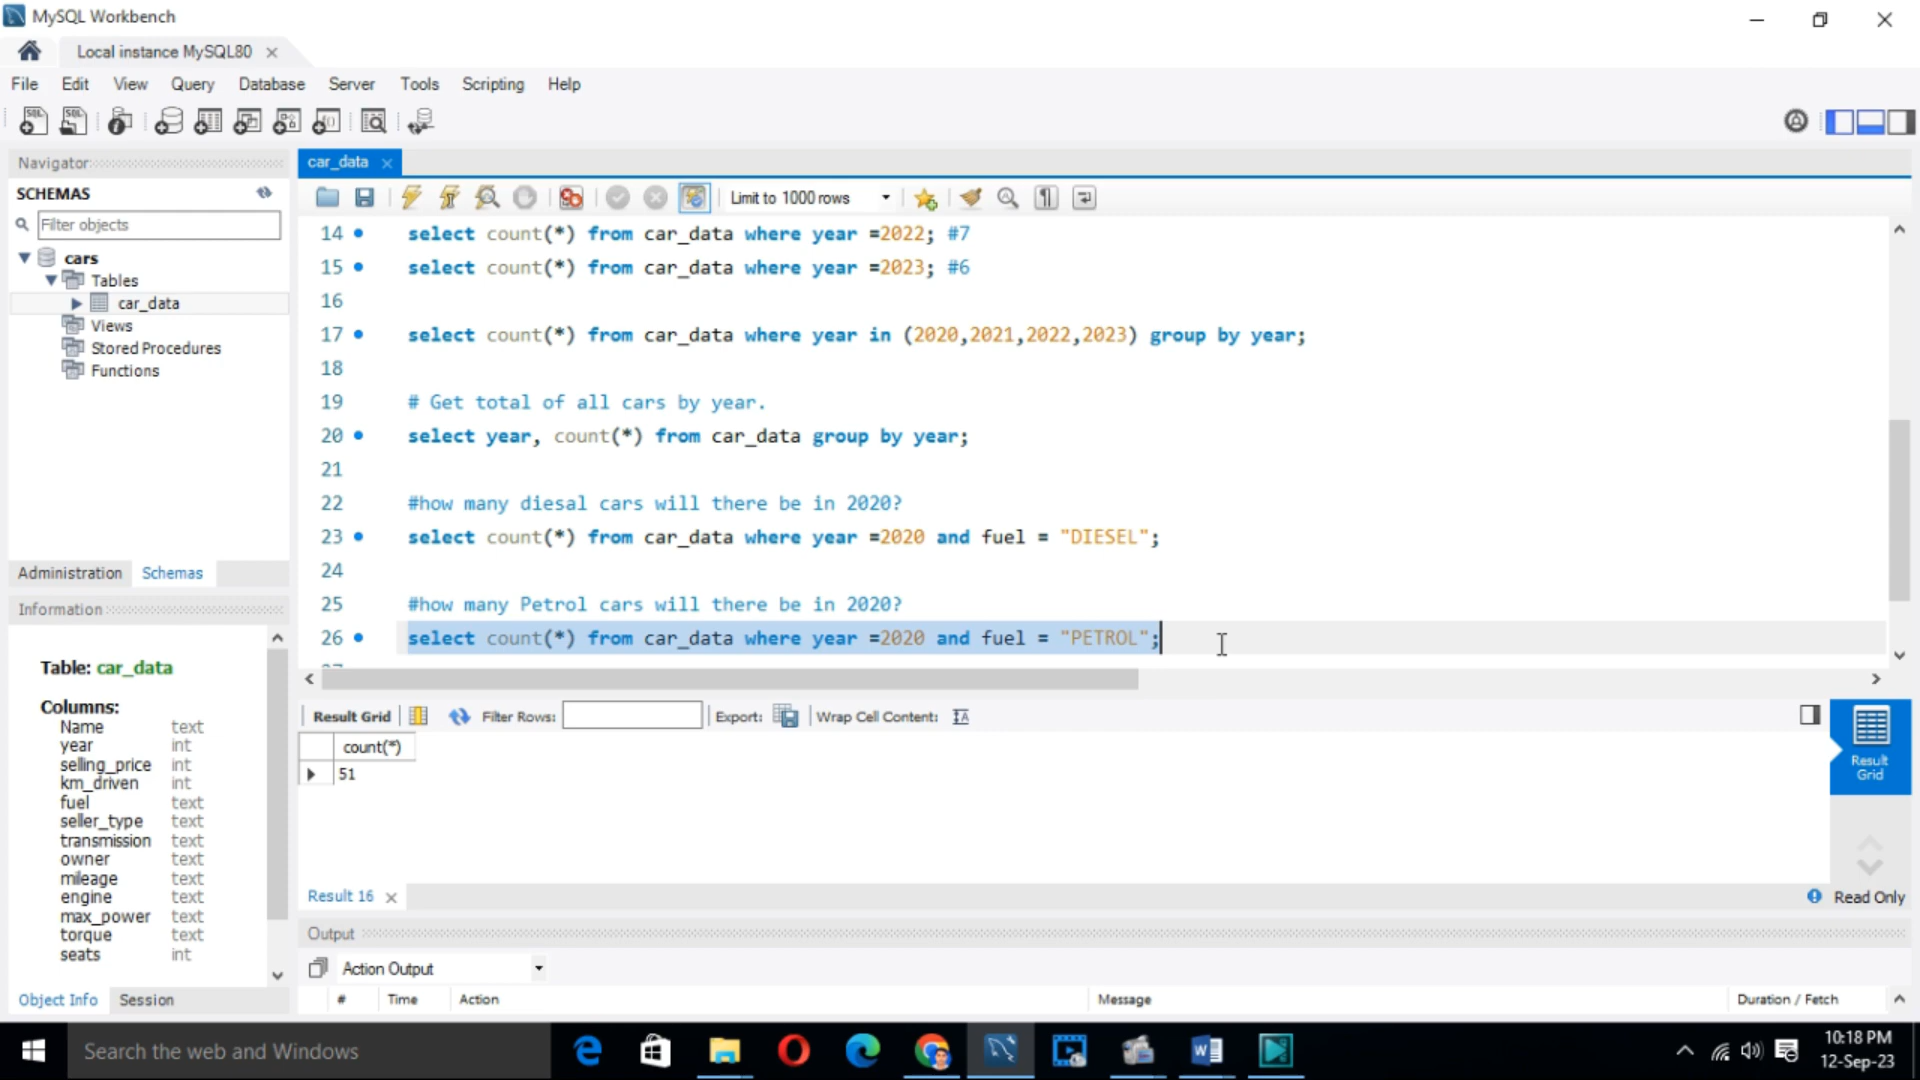 MySQL Workbench
Local instance MySQL80
File Edit View Query Database Server Tools Scripting Help
Navigator
SCHEMAS
Filter objects
cars
Tables
car_data
Views
Stored Procedures
Functions
Administration Schemas
Information
Table: car_data
Columns:
Name text
year int
selling_price int
km_driven int
fuel text
seller_type text
transmission text
owner text
mileage text
engine text
max_power text
torque text
seats int
Object Info Session
car_data
Limit to 1000 rows
14 select count(*) from car_data where year =2022; #7
15 select count(*) from car_data where year =2023; #6
16
17 select count(*) from car_data where year in (2020,2021,2022,2023) group by year;
18
19 # Get total of all cars by year.
20 select year, count(*) from car_data group by year;
21
22 #how many diesal cars will there be in 2020?
23 select count(*) from car_data where year =2020 and fuel = "DIESEL";
24
25 #how many Petrol cars will there be in 2020?
26 select count(*) from car_data where year =2020 and fuel = "PETROL";
Result Grid Filter Rows: Export: Wrap Cell Content:
count(*)
51
Result Grid
Result 16 Read Only
Output
Action Output
# Time Action Message Duration / Fetch
Search the web and Windows
10:18 PM
12-Sep-23